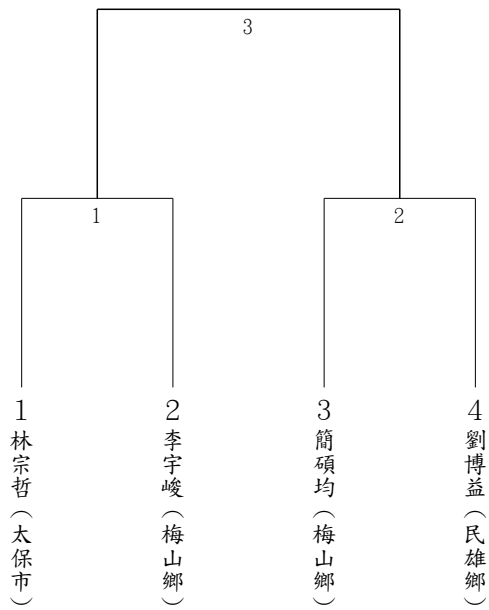 3
1
2
1 林宗哲（太保市）
2 李宇峻（梅山鄉）
3 簡碩均（梅山鄉）
4 劉博益（民雄鄉）